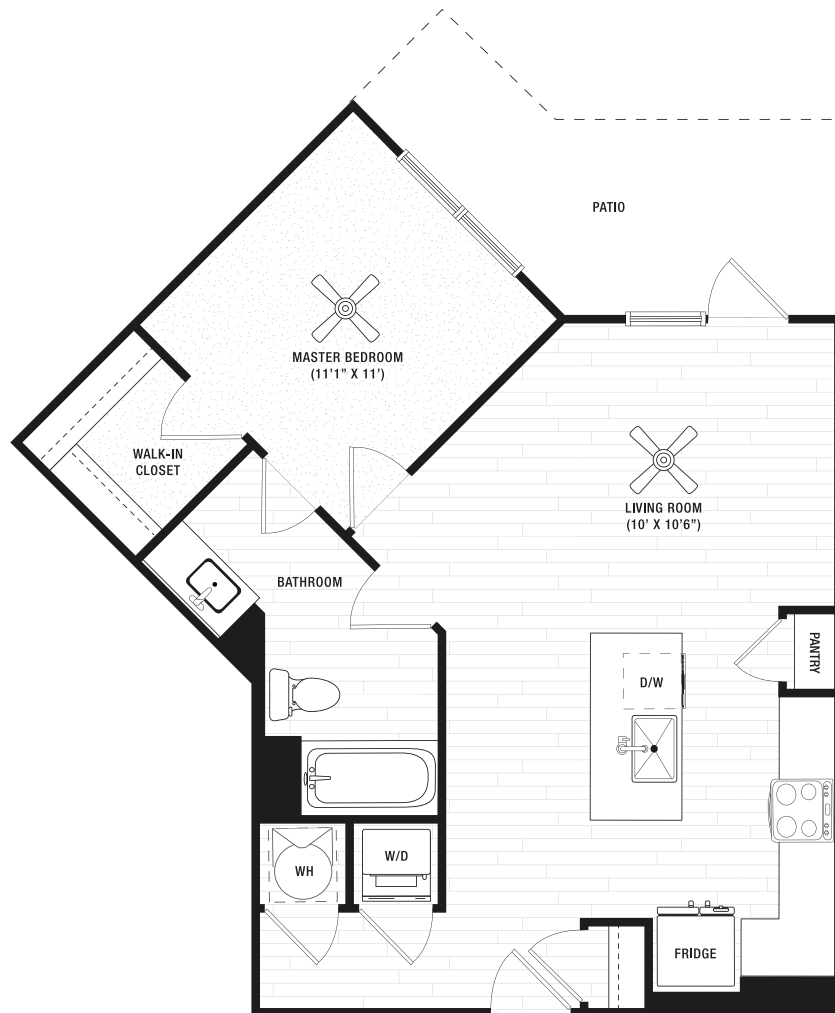 PATIO
MASTER BEDROOM
(11'1" X 11')
WALK-IN
CLOSET
LIVING ROOM
(10' X 10'6")
BATHROOM
PANTRY
D/W
W/D
WH
FRIDGE